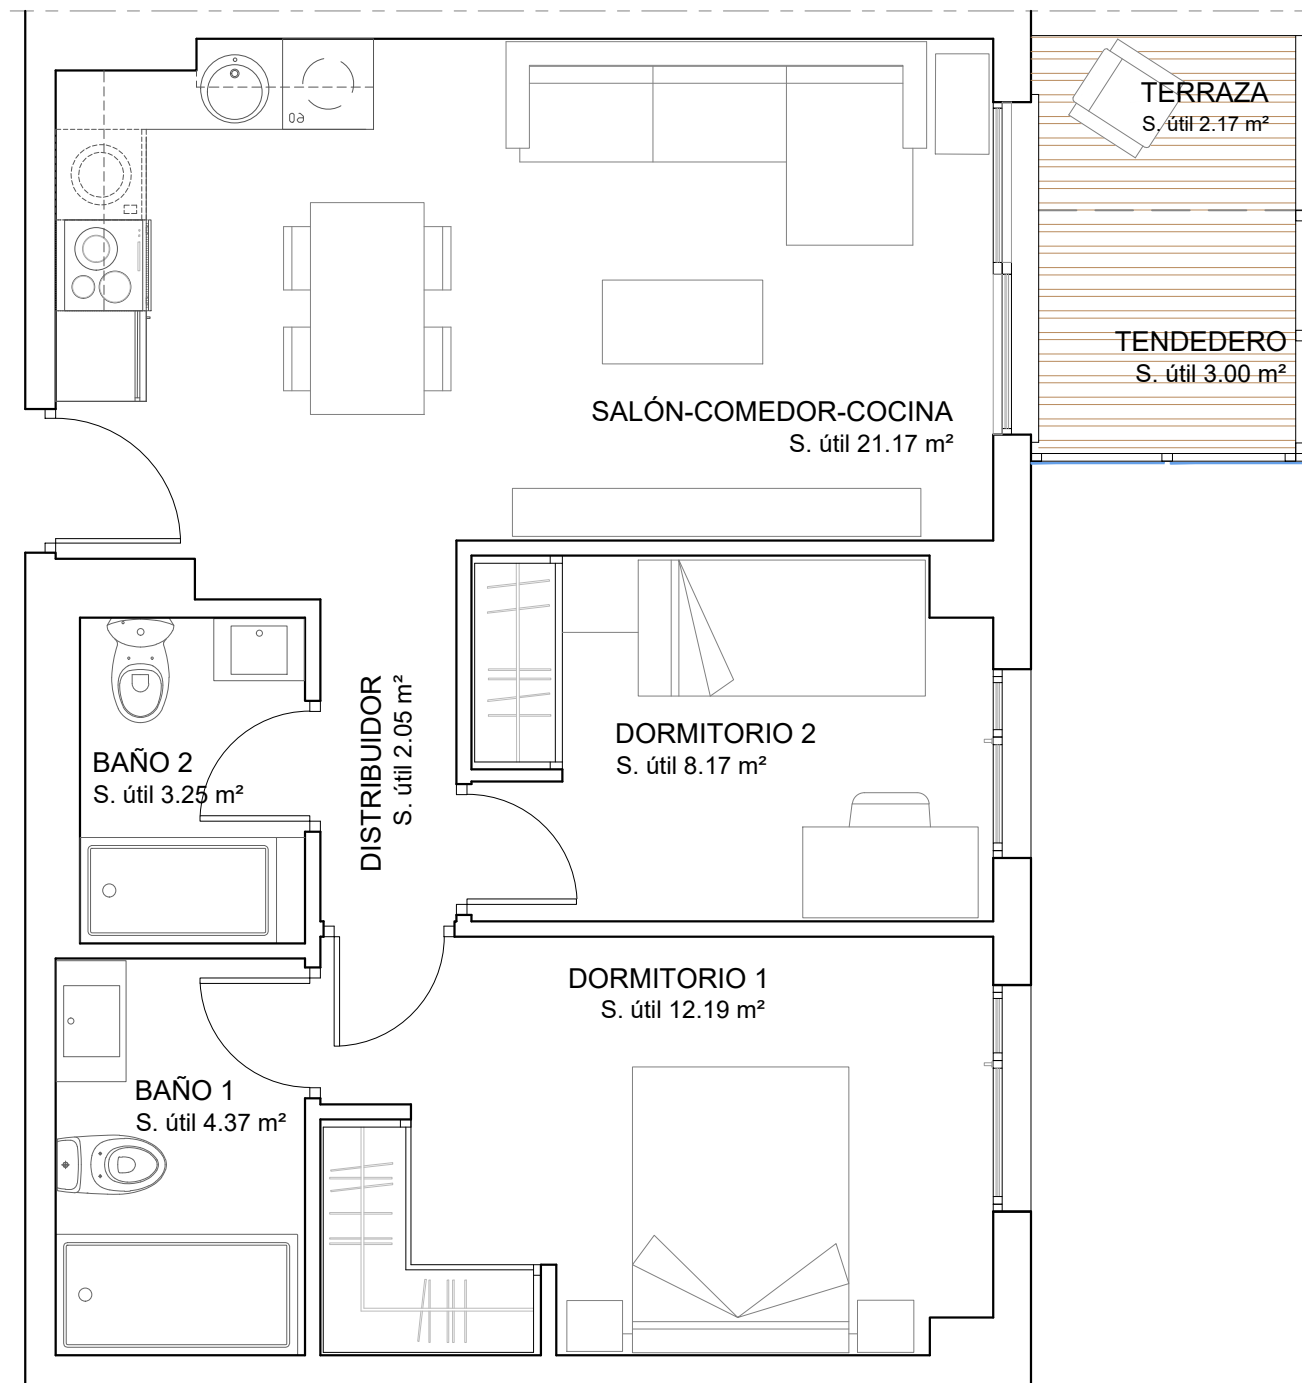 TERRAZA
S. útil 2.17 m²
TENDEDERO
S. útil 3.00 m²
SALÓN-COMEDOR-COCINA
S. útil 21.17 m²
DISTRIBUIDOR
S. útil 2.05 m²
DORMITORIO 2
S. útil 8.17 m²
BAÑO 2
S. útil 3.25 m²
DORMITORIO 1
S. útil 12.19 m²
BAÑO 1
S. útil 4.37 m²